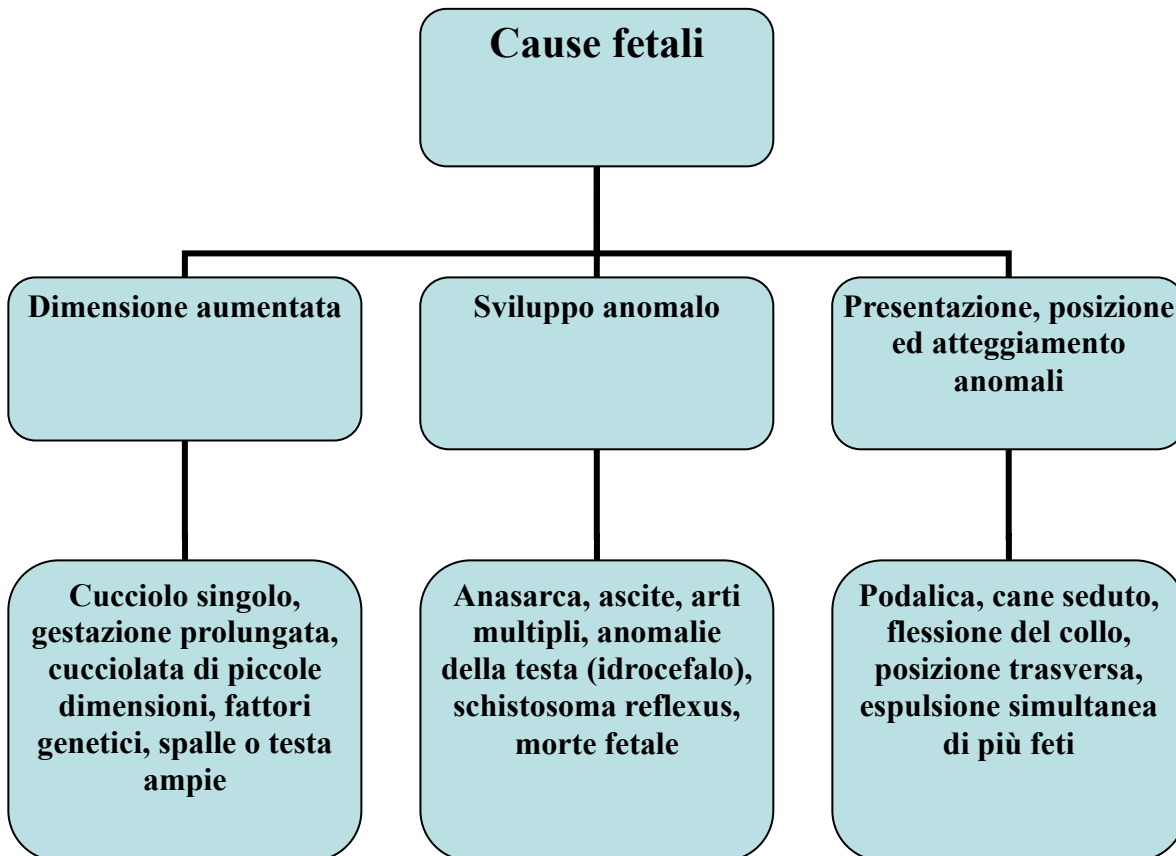 Cause fetali
Dimensione aumentata
Sviluppo anomalo
Presentazione, posizione
ed atteggiamento
anomali
Cucciolo singolo,
gestazione prolungata,
cucciolata di piccole
dimensioni, fattori
genetici, spalle o testa
ampie
Anasarca, ascite, arti
multipli, anomalie
della testa (idrocefalo),
schistosoma reflexus,
morte fetale
Podalica, cane seduto,
flessione del collo,
posizione trasversa,
espulsione simultanea
di più feti